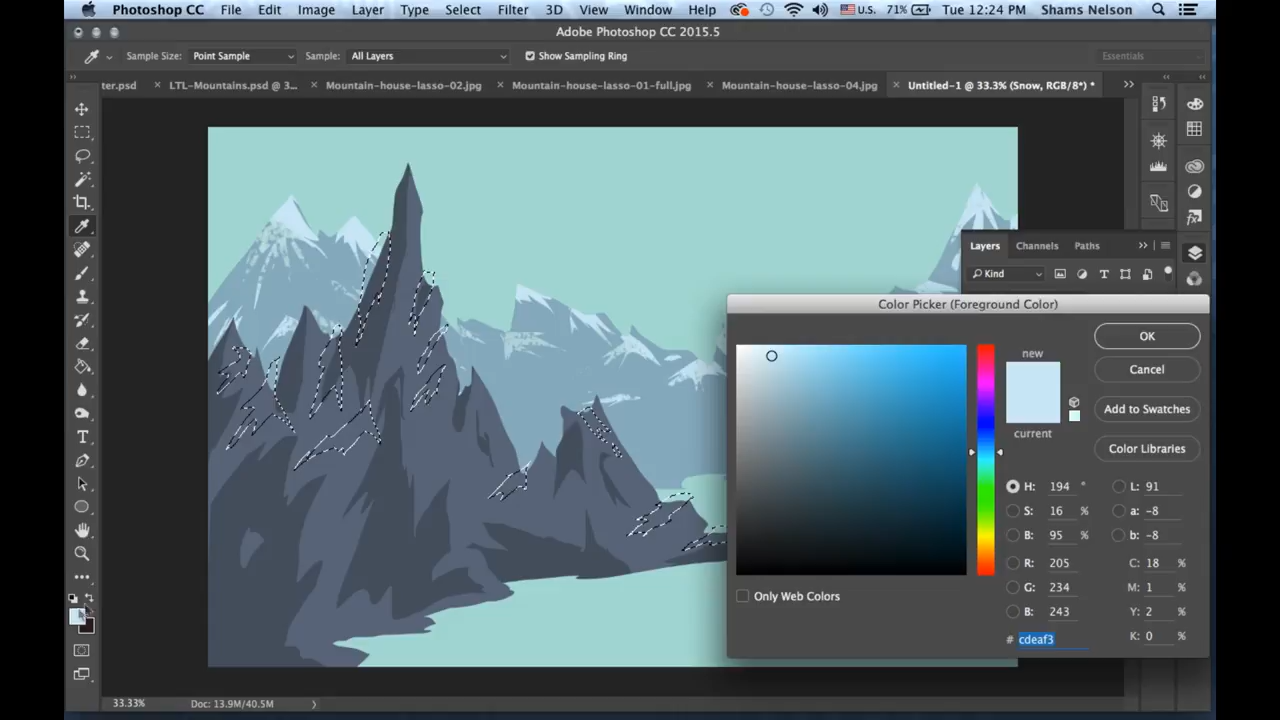 Photoshop CC File Edit Image Layer Type Select Filter 3D View Window Help U.S. 71% Tue 12:24 PM Shams Nelson
Adobe Photoshop CC 2015.5
Sample Size: Point Sample Sample: All Layers Show Sampling Ring Essentials
ter.psd × LTL-Mountains.psd @ 3... × Mountain-house-lasso-02.jpg × Mountain-house-lasso-01-full.jpg × Mountain-house-lasso-04.jpg × Untitled-1 @ 33.3% (Snow, RGB/8*) *
Layers Channels Paths
Kind
Color Picker (Foreground Color)
new
OK
Cancel
Add to Swatches
current
Color Libraries
H: 194 ° L: 91
S: 16 % a: -8
B: 95 % b: -8
R: 205 C: 18 %
G: 234 M: 1 %
Only Web Colors
B: 243 Y: 2 %
# cdeaf3 K: 0 %
33.33% Doc: 13.9M/40.5M